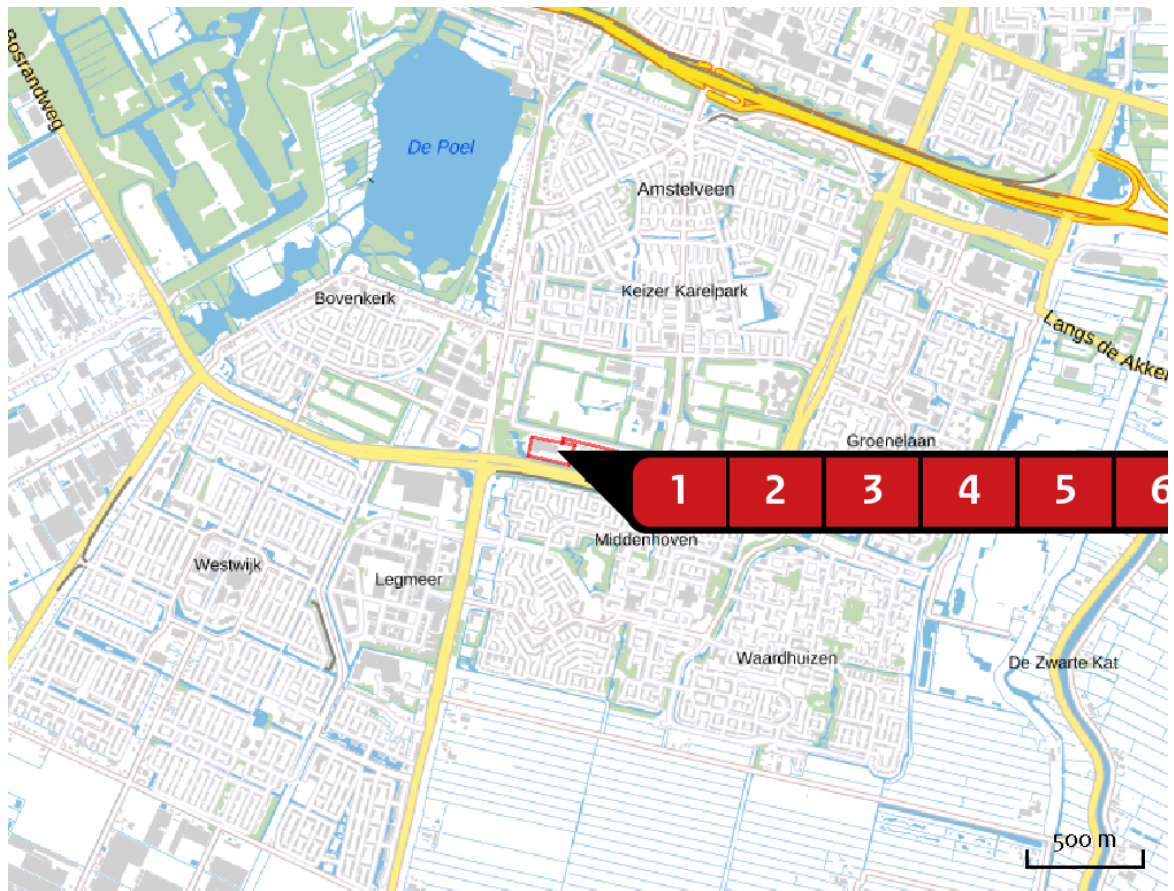 Bosrandweg
De Poel
Amstelveen
Bovenkerk
Keizer Karelpark
Langs de Akker
Groenelaan
1 2 3 4 5 6
Middenhoven
Westwijk
Legmeer
Waardhuizen
De Zwarte Kat
500 m